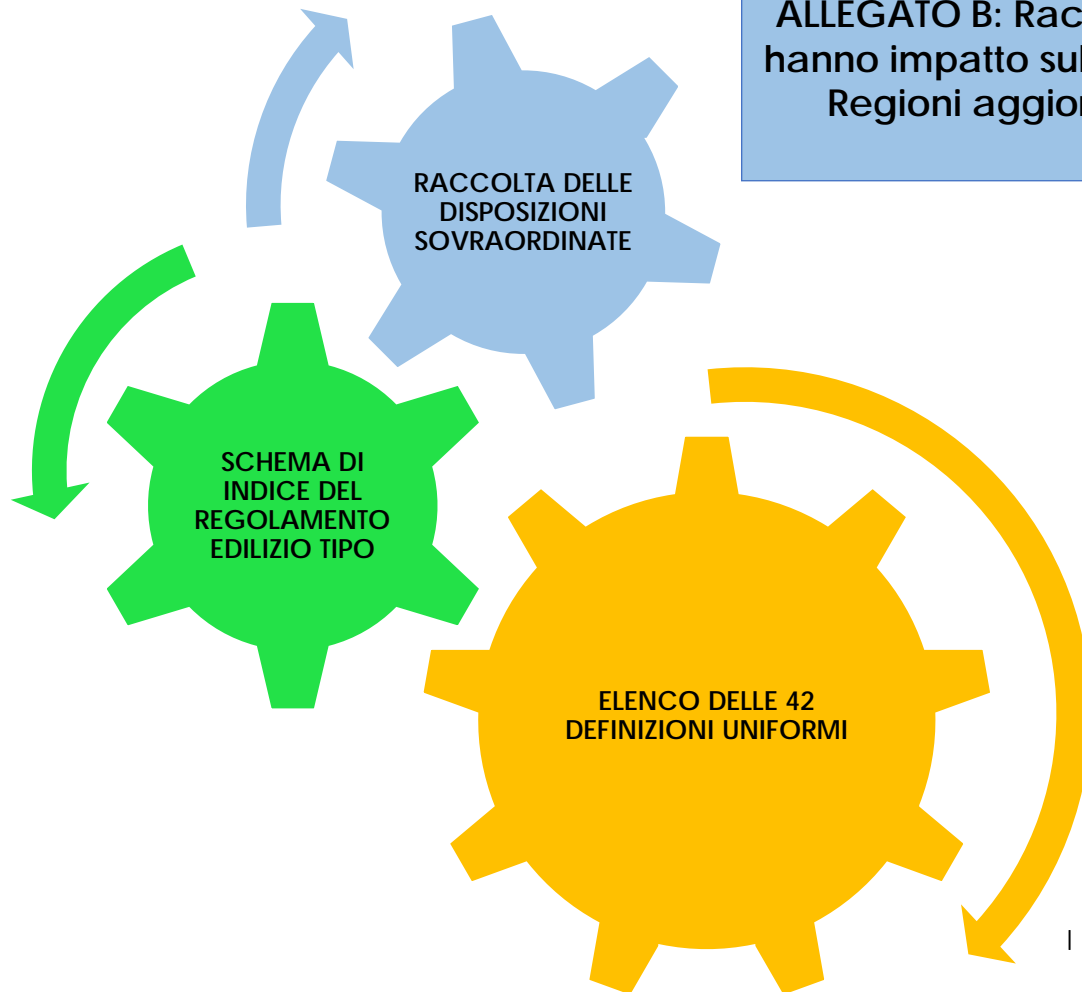 ALLEGATO B: Rac
hanno impatto sul
Regioni aggior
RACCOLTA DELLE
DISPOSIZIONI
SOVRAORDINATE
SCHEMA DI
INDICE DEL
REGOLAMENTO
EDILIZIO TIPO
ELENCO DELLE 42
DEFINIZIONI UNIFORMI